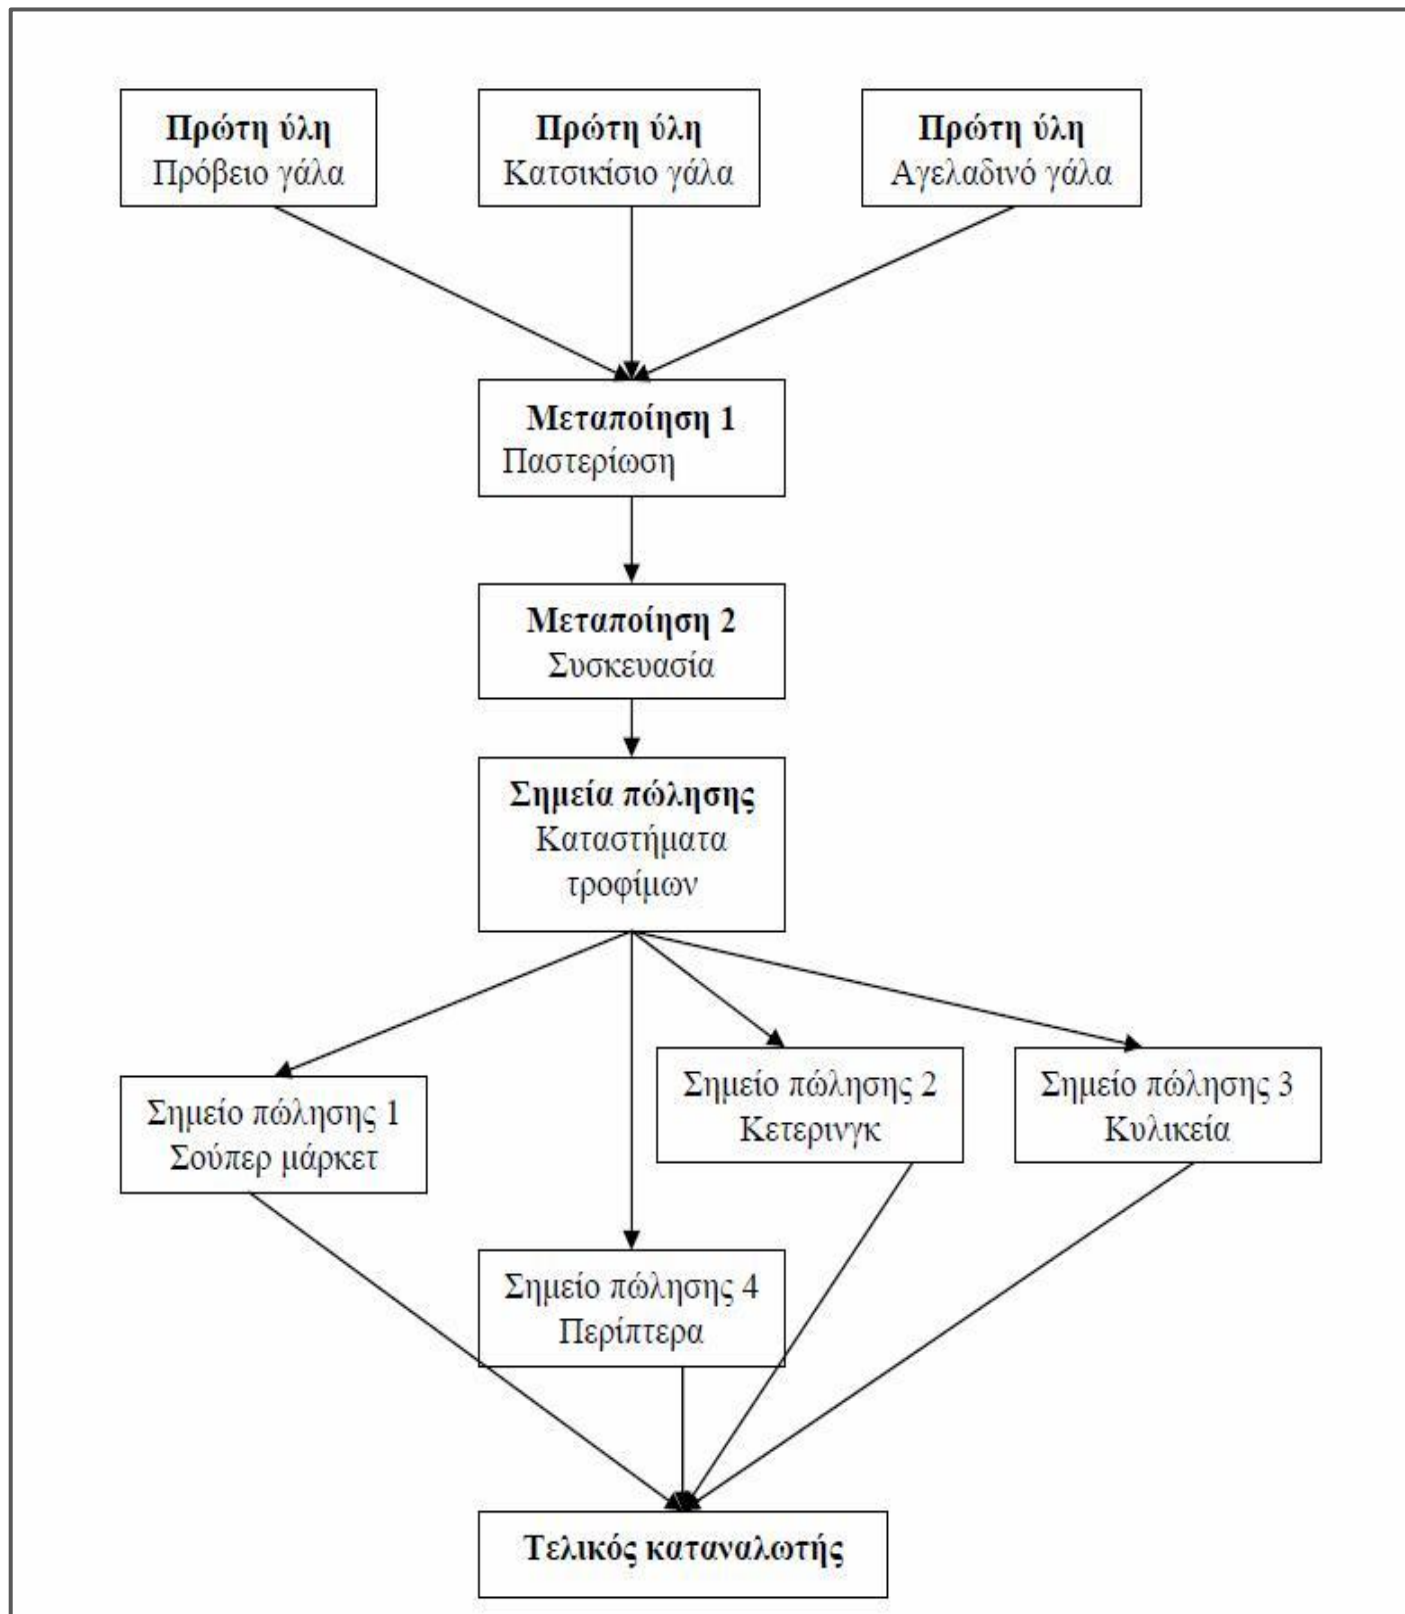 Πρώτη ύλη
Πρόβειο γάλα
Πρώτη ύλη
Κατσικίσιο γάλα
Πρώτη ύλη
Αγελαδινό γάλα
Μεταποίηση 1
Παστερίωση
Μεταποίηση 2
Συσκευασία
Σημεία πώλησης
Καταστήματα
τροφίμων
Σημείο πώλησης 1
Σούπερ μάρκετ
Σημείο πώλησης 2
Κετερινγκ
Σημείο πώλησης 3
Κυλικεία
Σημείο πώλησης 4
Περίπτερα
Τελικός καταναλωτής